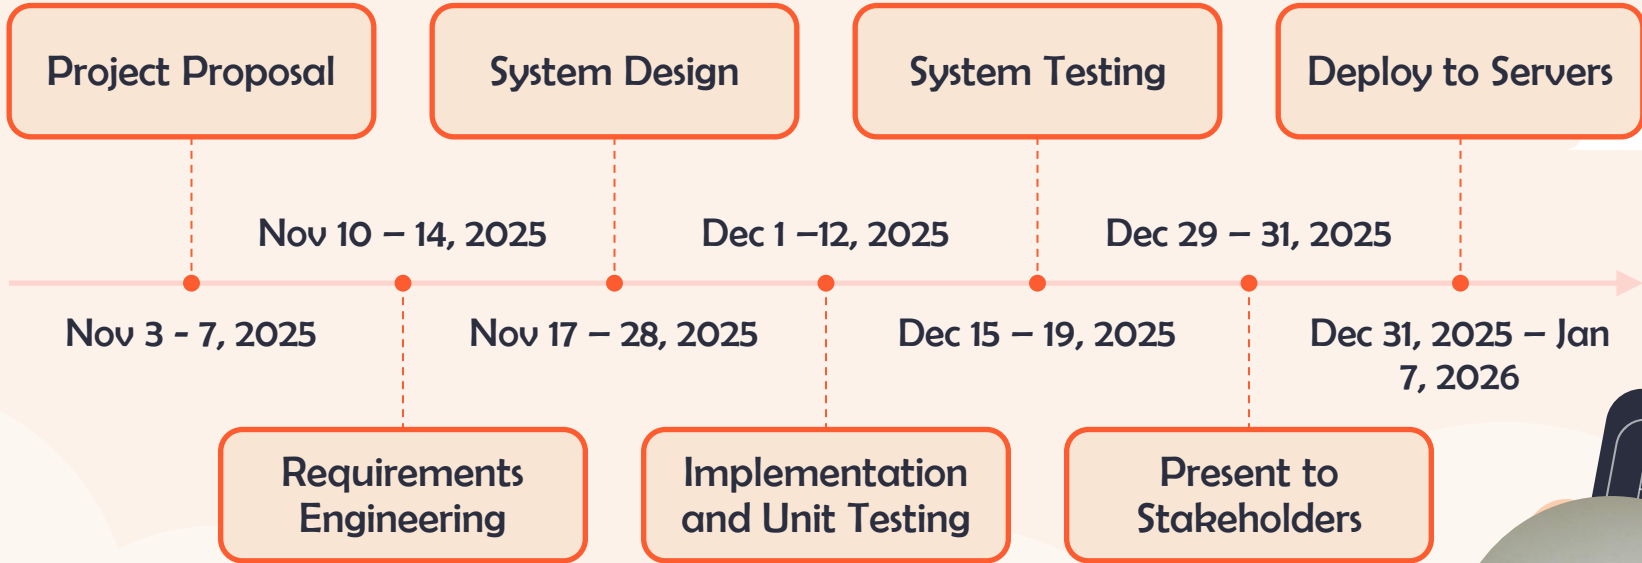 Project Proposal
System Design
System Testing
Deploy to Servers
Nov 10 – 14, 2025
Dec 1 –12, 2025
Dec 29 – 31, 2025
Nov 3 - 7, 2025
Nov 17 – 28, 2025
Dec 15 – 19, 2025
Dec 31, 2025 – Jan
7, 2026
Requirements
Engineering
Implementation
and Unit Testing
Present to
Stakeholders